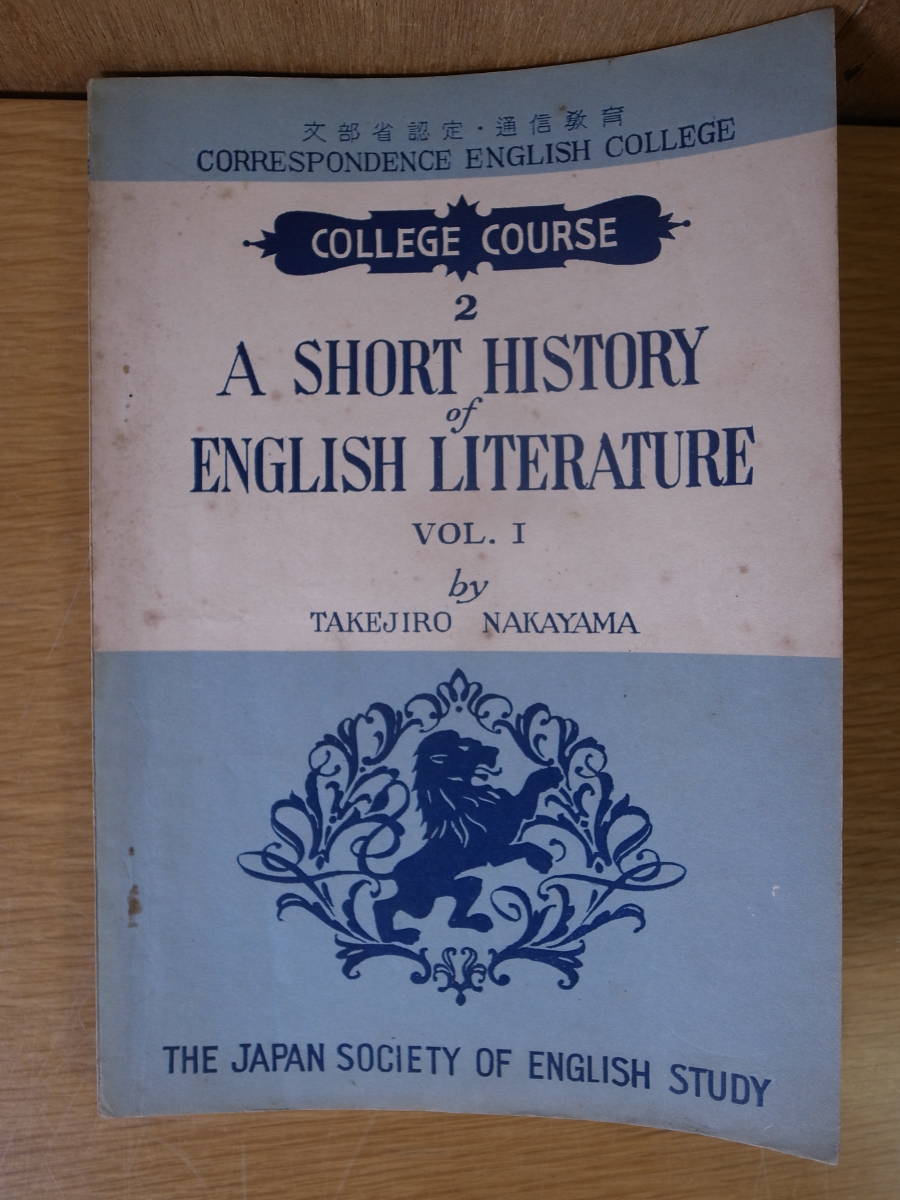 文部省認定・通信教育
CORRESPONDENCE ENGLISH COLLEGE
COLLEGE COURSE
2
A SHORT HISTORY
of
ENGLISH LITERATURE
VOL. I
by
TAKEJIRO NAKAYAMA
THE JAPAN SOCIETY OF ENGLISH STUDY